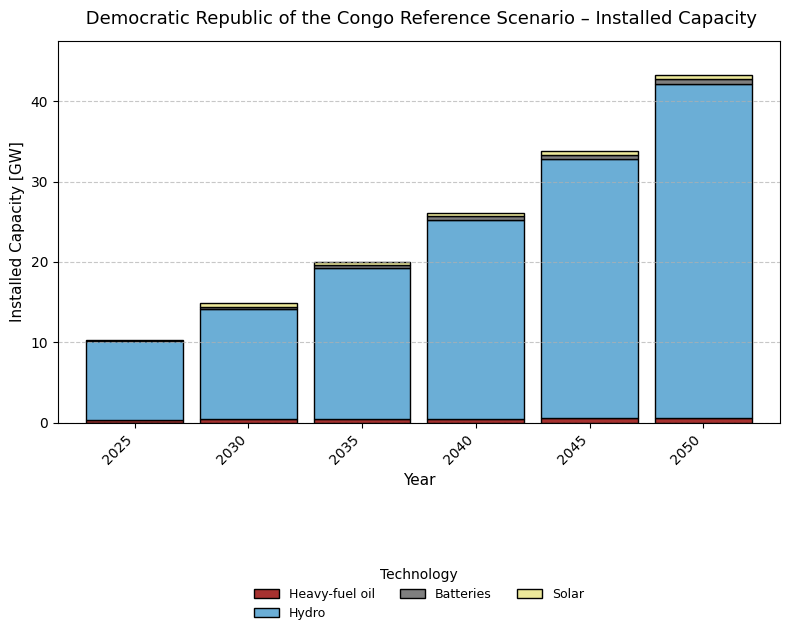 Democratic Republic of the Congo Reference Scenario – Installed Capacity
Installed Capacity [GW]
40
30
20
10
0
2025
2030
2035
2040
2045
2050
Year
Technology
Heavy-fuel oil
Batteries
Solar
Hydro